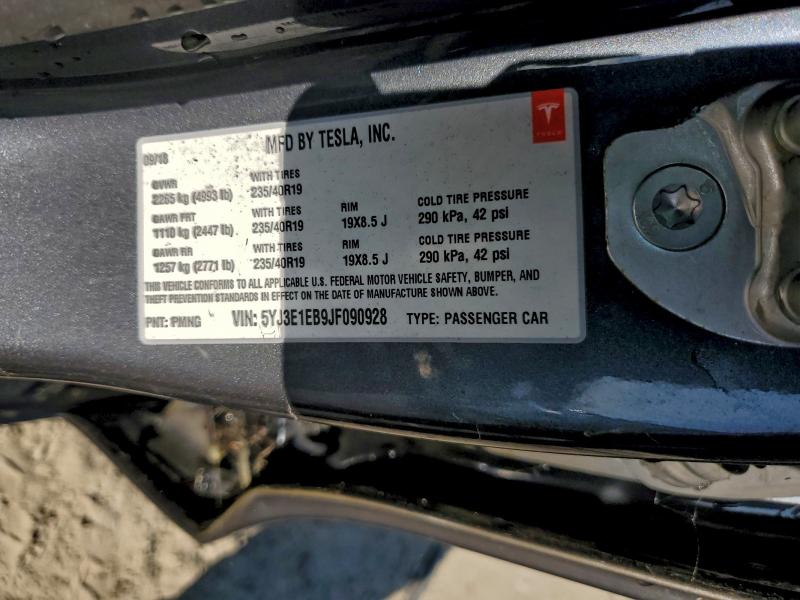 MFD BY TESLA, INC.
TESLA
09/18
GVWR
2265 kg (4993 lb)
WITH TIRES
235/40R19
GAWR FRT
1110 kg (2447 lb)
WITH TIRES
235/40R19
RIM
19X8.5 J
COLD TIRE PRESSURE
290 kPa, 42 psi
GAWR RR
1257 kg (2771 lb)
WITH TIRES
235/40R19
RIM
19X8.5 J
COLD TIRE PRESSURE
290 kPa, 42 psi
THIS VEHICLE CONFORMS TO ALL APPLICABLE U.S. FEDERAL MOTOR VEHICLE SAFETY, BUMPER, AND
THEFT PREVENTION STANDARDS IN EFFECT ON THE DATE OF MANUFACTURE SHOWN ABOVE.
PNT: PMNG VIN: 5YJ3E1EB9JF090928 TYPE: PASSENGER CAR